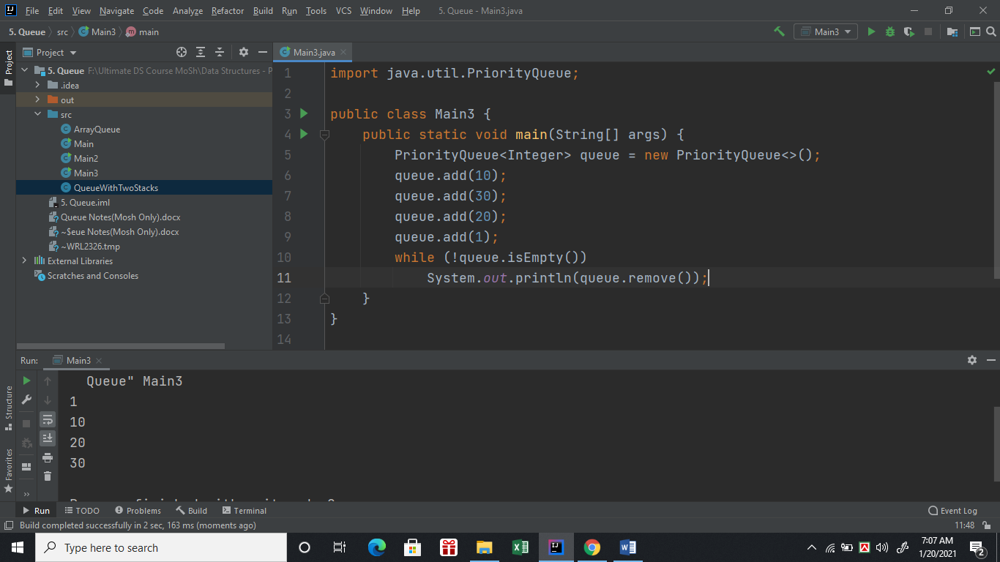 File Edit View Navigate Code Analyze Refactor Build Run Tools VCS Window Help 5. Queue - Main3.java
5. Queue src Main3 main Main3
Project
Project
Main3.java
5. Queue F:\Ultimate DS Course MoSh\Data Structures - P
.idea
out
src
ArrayQueue
Main
Main2
Main3
QueueWithTwoStacks
5. Queue.iml
Queue Notes(Mosh Only).docx
~$eue Notes(Mosh Only).docx
~WRL2326.tmp
External Libraries
Scratches and Consoles
1 import java.util.PriorityQueue;
2
3 public class Main3 {
4 public static void main(String[] args) {
5 PriorityQueue<Integer> queue = new PriorityQueue<>();
6 queue.add(10);
7 queue.add(30);
8 queue.add(20);
9 queue.add(1);
10 while (!queue.isEmpty())
11 System.out.println(queue.remove());
12 }
13 }
14
Run: Main3
Queue" Main3
1
10
20
30
Structure
Favorites
Run TODO Problems Build Terminal Event Log
Build completed successfully in 2 sec, 163 ms (moments ago) 11:48
Type here to search
7:07 AM
1/20/2021
2